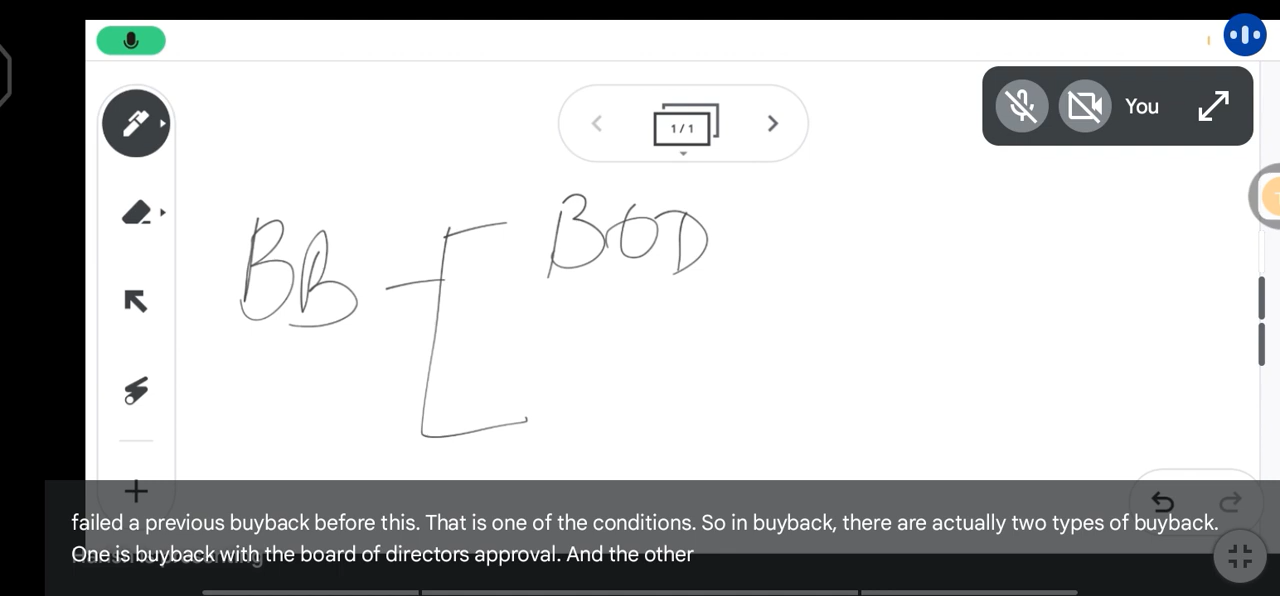 You
1/1
BB BOD
failed a previous buyback before this. That is one of the conditions. So in buyback, there are actually two types of buyback.
One is buyback with the board of directors approval. And the other